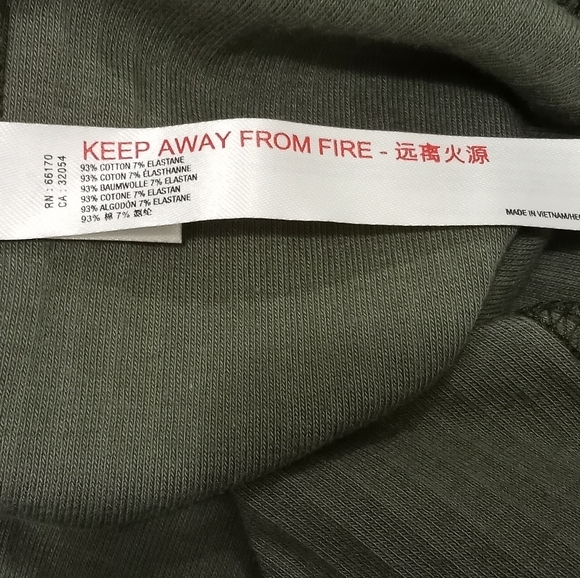 RN : 66170
CA : 32054
KEEP AWAY FROM FIRE - 远离火源
93% COTTON 7% ELASTANE
93% COTON 7% ÉLASTHANNE
93% BAUMWOLLE 7% ELASTAN
93% COTONE 7% ELASTAN
93% ALGODÓN 7% ELASTANE
93% 棉 7% 氨纶
MADE IN VIETNAM/HE